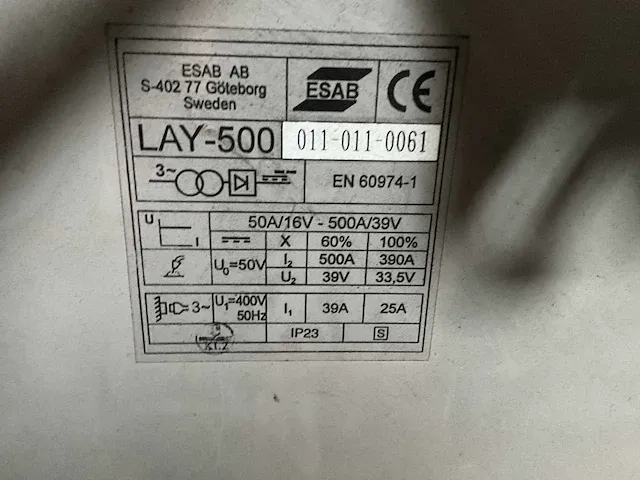 ESAB AB
S-402 77 Göteborg
Sweden
ESAB
CE
LAY-500 011-011-0061
3~
EN 60974-1
U
I
50A/16V - 500A/39V
X 60% 100%
U0=50V
I2 500A 390A
U2 39V 33,5V
3~
U1=400V
50Hz
I1 39A 25A
IP23
S